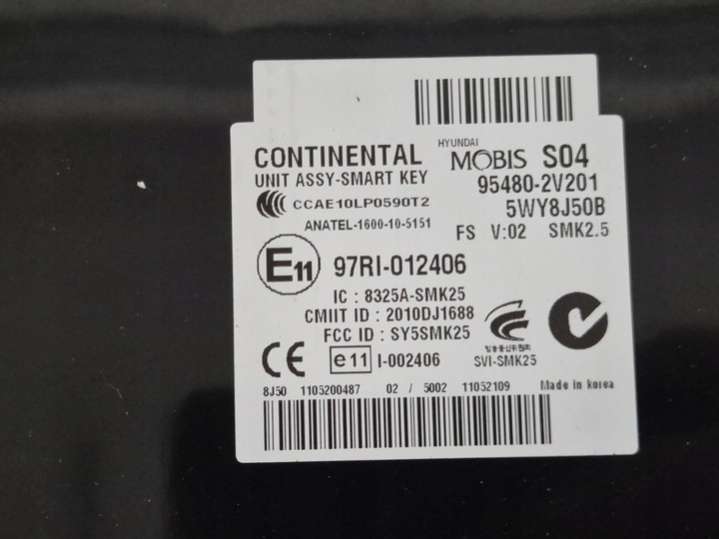 HYUNDAI
CONTINENTAL MOBIS S04
UNIT ASSY-SMART KEY 95480-2V201
CCAE10LP0590T2 5WY8J50B
ANATEL-1600-10-5151 FS V:02 SMK2.5
E11 97RI-012406
IC : 8325A-SMK25
CMIIT ID : 2010DJ1688
FCC ID : SY5SMK25
CE e11 I-002406 SVI-SMK25
8J50 1105200487 02 / 5002 11052109 Made in korea